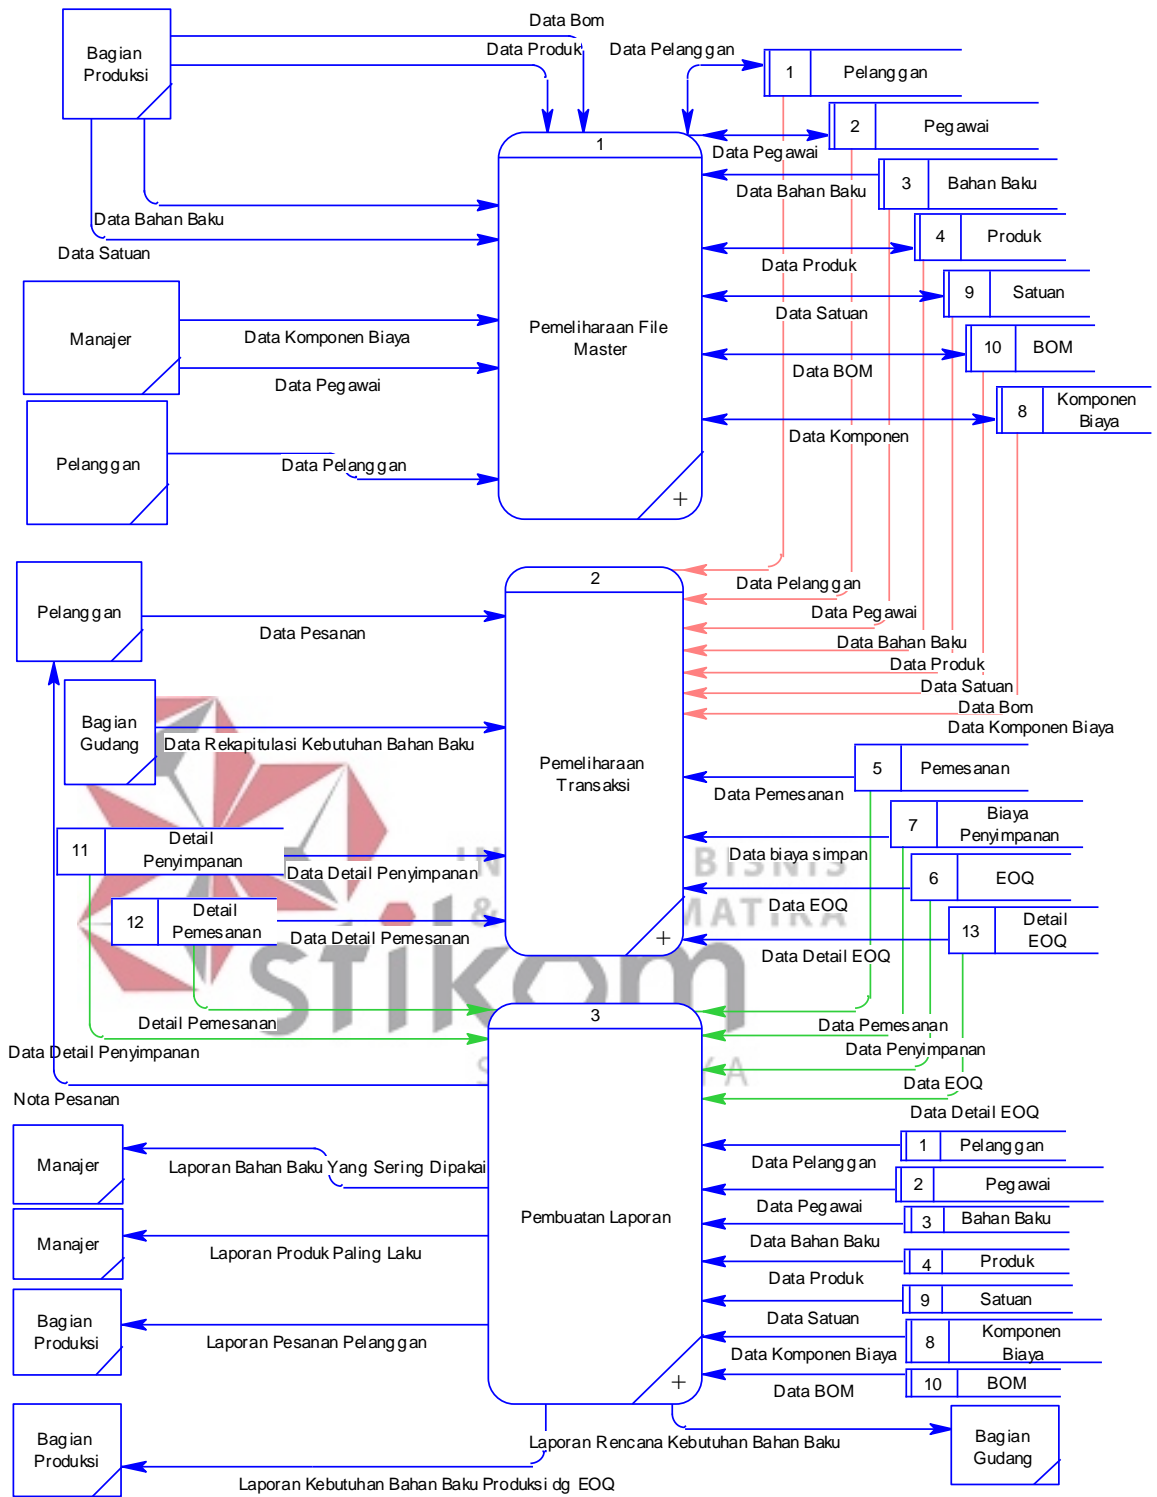 Data Bom
Data Produk
Data Pelanggan
Bagian
Produksi
1
Pelanggan
2
Pegawai
Data Pegawai
1
3
Bahan Baku
Data Bahan Baku
Data Bahan Baku
4
Produk
Data Satuan
Data Produk
9
Satuan
Data Satuan
Manajer
Data Komponen Biaya
Data Pegawai
Pemeliharaan File
Master
10
BOM
Data BOM
8
Komponen
Biaya
Data Komponen
Pelanggan
Data Pelanggan
+
2
Data Pelanggan
Pelanggan
Data Pesanan
Data Pegawai
Data Bahan Baku
Data Produk
Data Satuan
Data Bom
Data Komponen Biaya
Bagian
Gudang
Data Rekapitulasi Kebutuhan Bahan Baku
Pemeliharaan
Transaksi
5
Pemesanan
Data Pemesanan
7
Biaya
Penyimpanan
Data biaya simpan
11
Detail
Penyimpanan
Data Detail Penyimpanan
6
EOQ
Data EOQ
12
Detail
Pemesanan
Data Detail Pemesanan
13
Detail
EOQ
Data Detail EOQ
+
IN
BISNIS
&
MATIKA
stikom
S
YA
3
Detail Pemesanan
Data Detail Penyimpanan
Nota Pesanan
Data Pemesanan
Data Penyimpanan
Data EOQ
Data Detail EOQ
Manajer
Laporan Bahan Baku Yang Sering Dipakai
1
Pelanggan
Data Pelanggan
2
Pegawai
Data Pegawai
Manajer
Laporan Produk Paling Laku
Pembuatan Laporan
3
Bahan Baku
Data Bahan Baku
4
Produk
Data Produk
Bagian
Produksi
Laporan Pesanan Pelanggan
9
Satuan
Data Satuan
8
Komponen
Biaya
Data Komponen Biaya
10
BOM
Data BOM
+
Bagian
Produksi
Laporan Kebutuhan Bahan Baku Produksi dg EOQ
Laporan Rencana Kebutuhan Bahan Baku
Bagian
Gudang